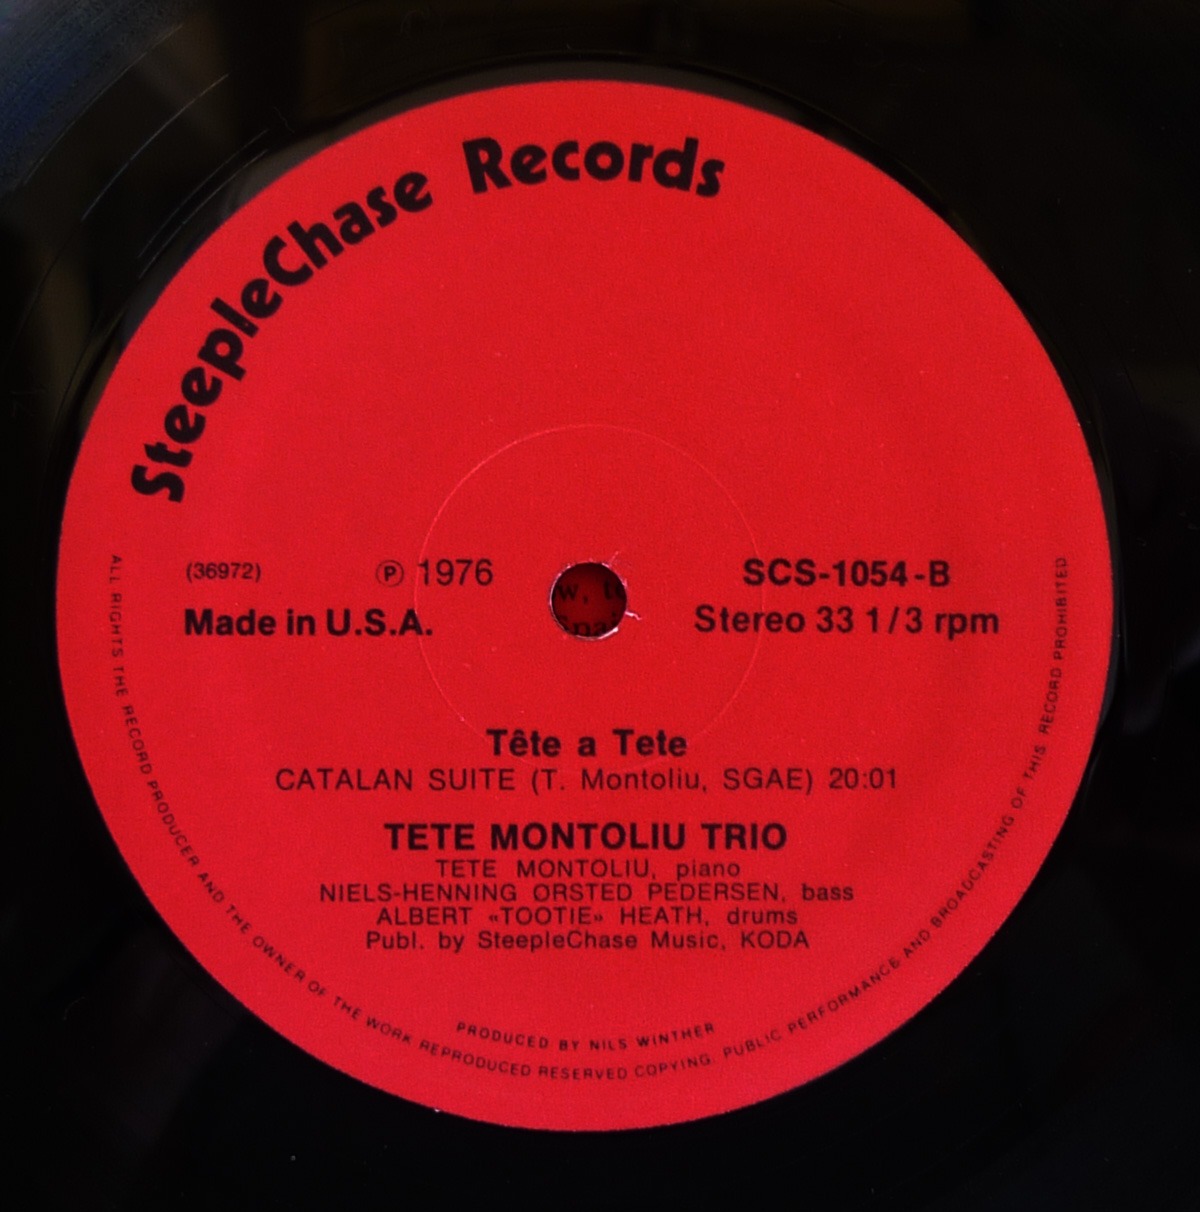 SteepleChase Records
(36972) ℗ 1976 SCS-1054-B
Made in U.S.A. Stereo 33 1/3 rpm
Tête a Tete
CATALAN SUITE (T. Montoliu, SGAE) 20:01
TETE MONTOLIU TRIO
TETE MONTOLIU, piano
NIELS-HENNING ØRSTED PEDERSEN, bass
ALBERT «TOOTIE» HEATH, drums
Publ. by SteepleChase Music, KODA
PRODUCED BY NILS WINTHER
ALL RIGHTS THE RECORD PRODUCER AND THE OWNER OF THE WORK REPRODUCED RESERVED COPYING. PUBLIC PERFORMANCE AND BROADCASTING OF THIS RECORD PROHIBITED